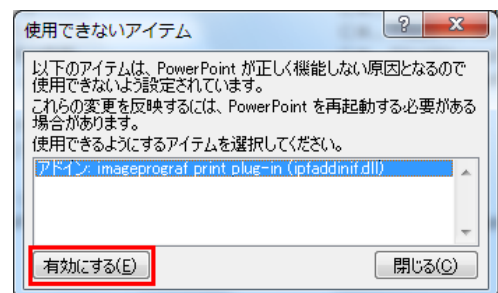 使用できないアイテム
以下のアイテムは、PowerPoint が正しく機能しない原因となるので
使用できないよう設定されています。
これらの変更を反映するには、PowerPoint を再起動する必要がある
場合があります。
使用できるようにするアイテムを選択してください。
アドイン: imageprograf print plug-in (ipfaddinif.dll)
有効にする(E)
閉じる(C)